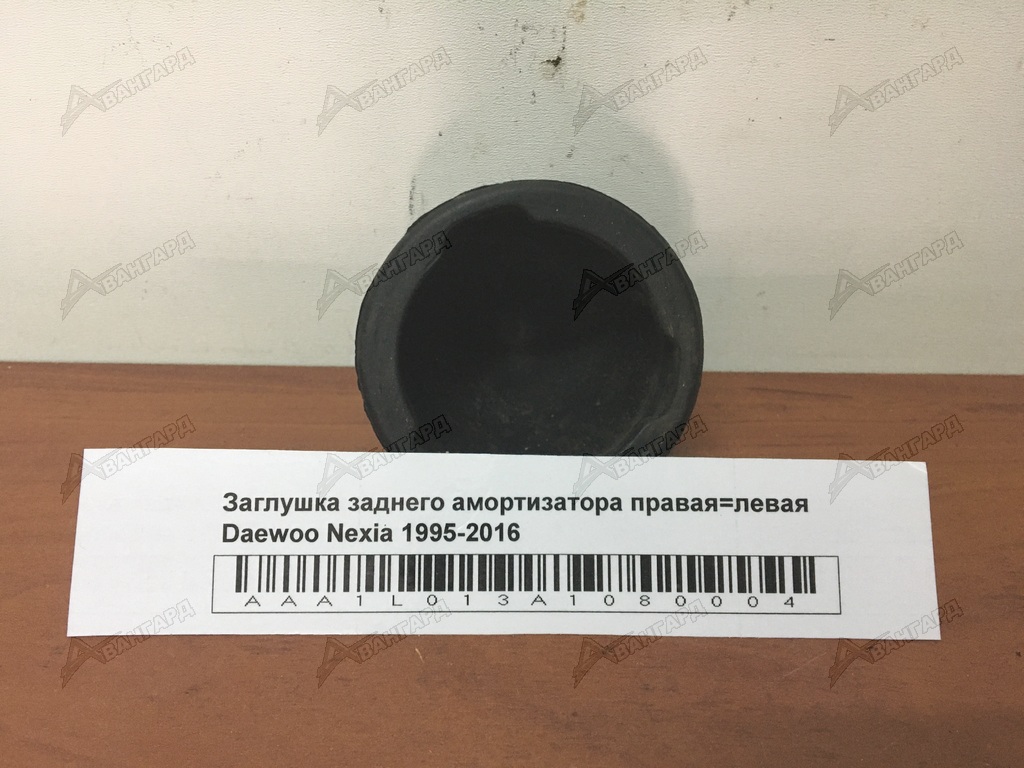 Заглушка заднего амортизатора правая=левая
Daewoo Nexia 1995-2016
AAA1L013A1080004
АВАНГАРД